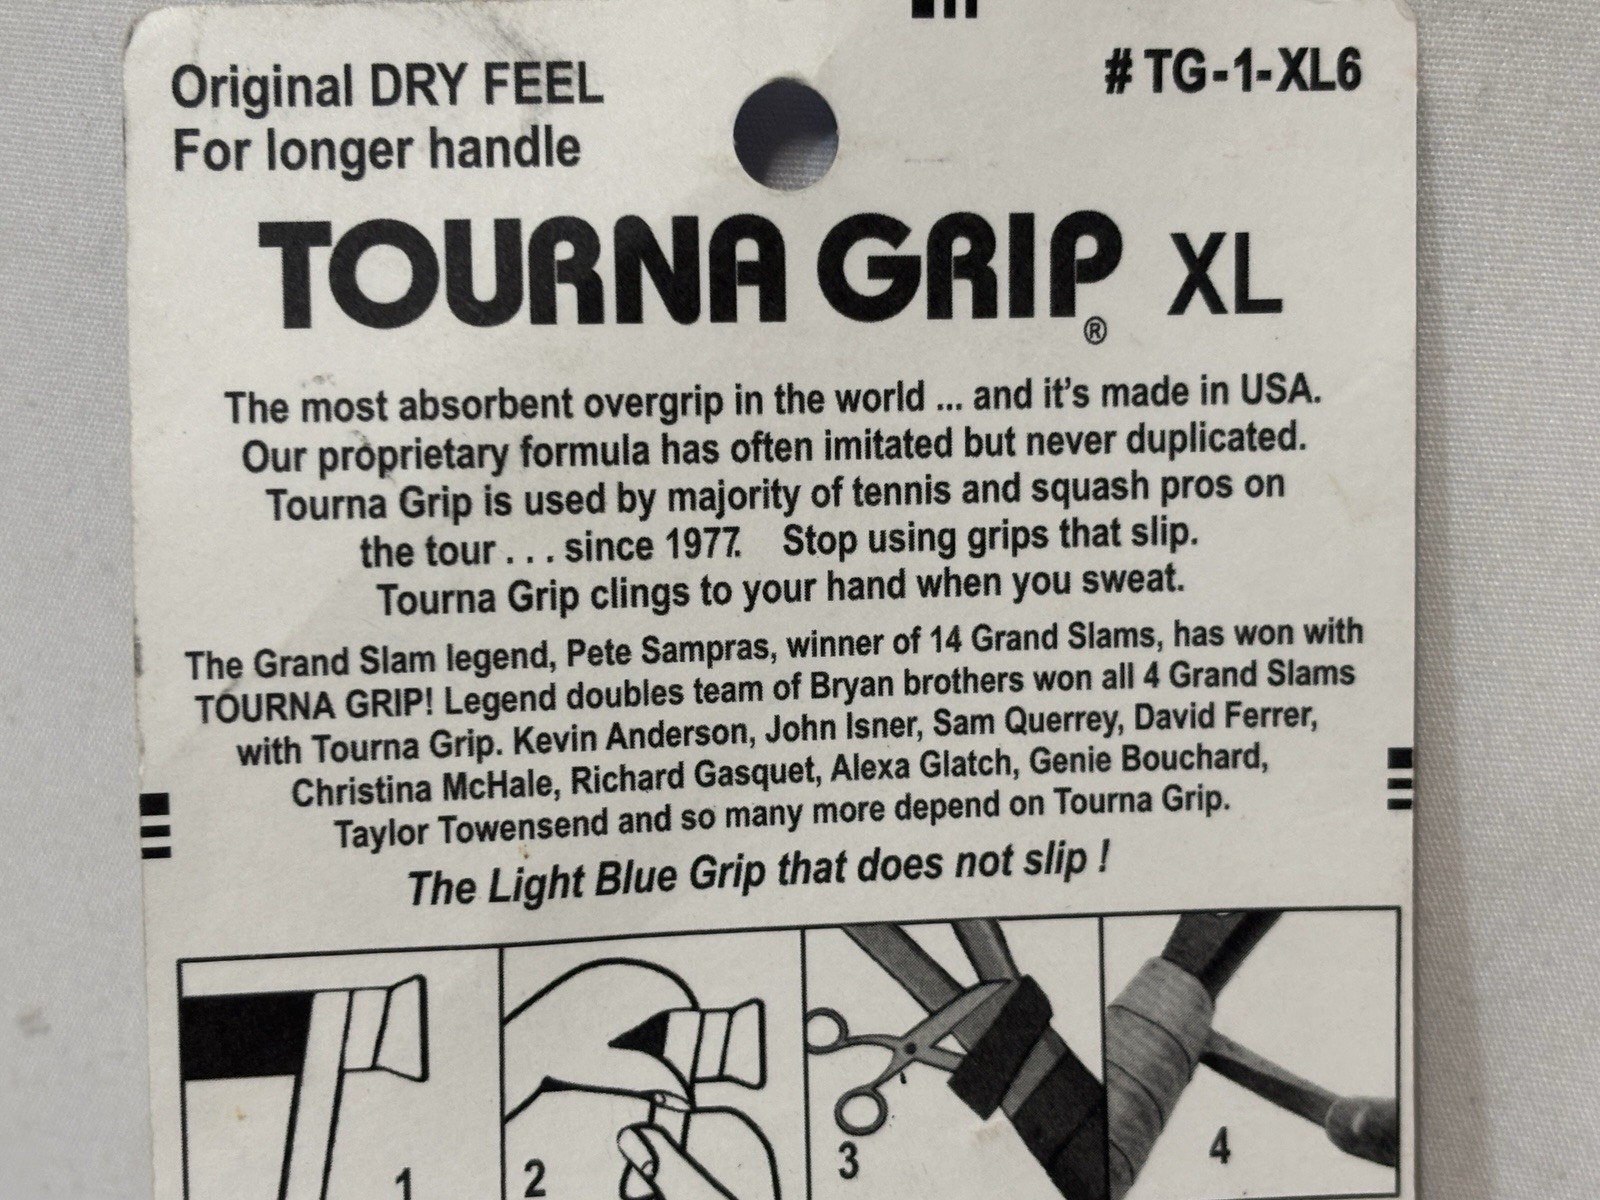 Original DRY FEEL
For longer handle
# TG-1-XL6
TOURNA GRIP® XL
The most absorbent overgrip in the world ... and it's made in USA.
Our proprietary formula has often imitated but never duplicated.
Tourna Grip is used by majority of tennis and squash pros on
the tour . . . since 1977. Stop using grips that slip.
Tourna Grip clings to your hand when you sweat.
The Grand Slam legend, Pete Sampras, winner of 14 Grand Slams, has won with
TOURNA GRIP! Legend doubles team of Bryan brothers won all 4 Grand Slams
with Tourna Grip. Kevin Anderson, John Isner, Sam Querrey, David Ferrer,
Christina McHale, Richard Gasquet, Alexa Glatch, Genie Bouchard,
Taylor Towensend and so many more depend on Tourna Grip.
The Light Blue Grip that does not slip !
1
2
3
4